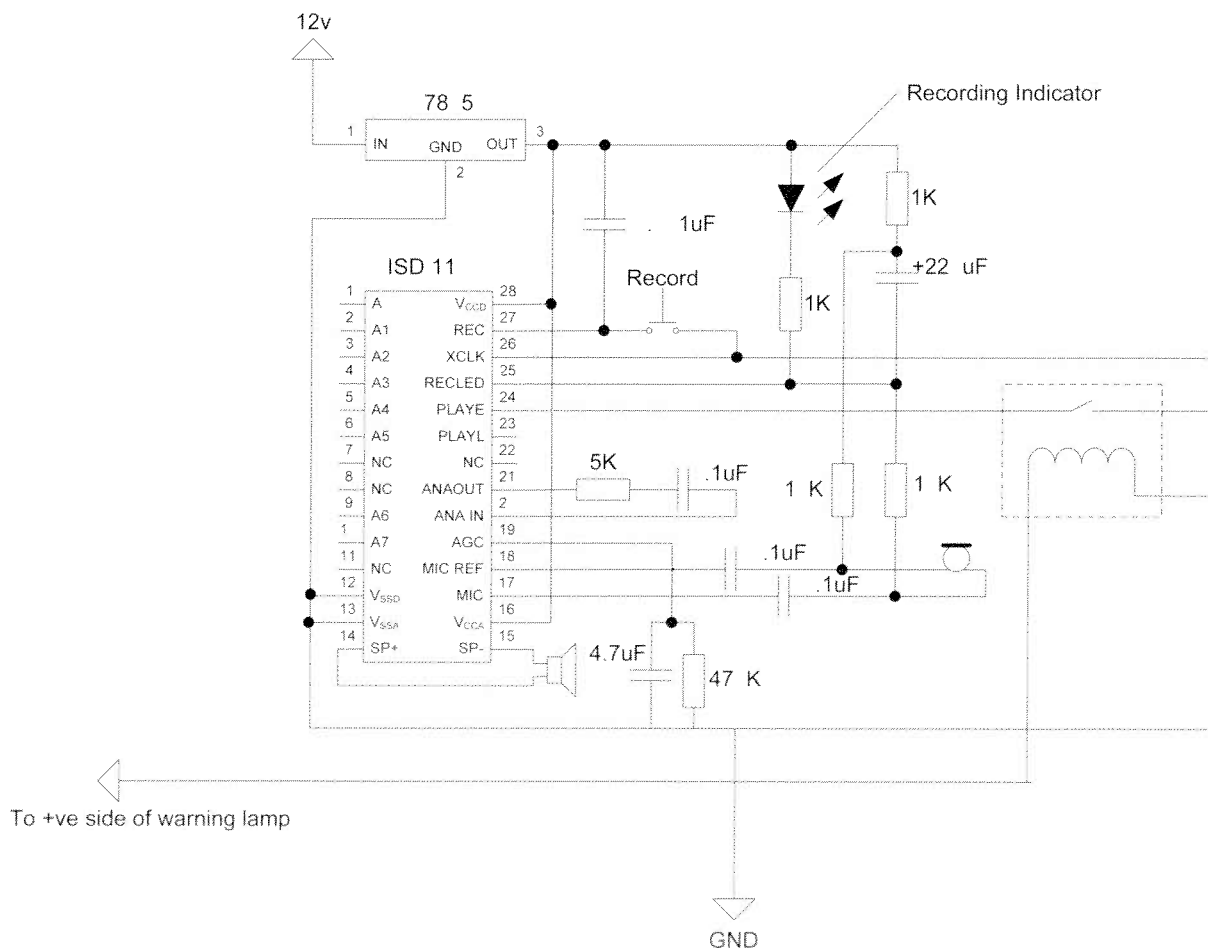 12v
78 5
Recording Indicator
1 IN GND OUT 3
2
1K
. 1uF
+22 uF
ISD 11
Record
1K
1 A VCCD 28
2 A1 REC 27
3 A2 XCLK 26
4 A3 RECLED 25
5 A4 PLAYE 24
6 A5 PLAYL 23
7 NC NC 22
8 NC ANAOUT 21
9 A6 ANA IN 2
1 A7 AGC 19
11 NC MIC REF 18
12 VSSD MIC 17
13 VSSA VCCA 16
14 SP+ SP- 15
5K
.1uF
1 K
1 K
.1uF
.1uF
4.7uF
47 K
To +ve side of warning lamp
GND